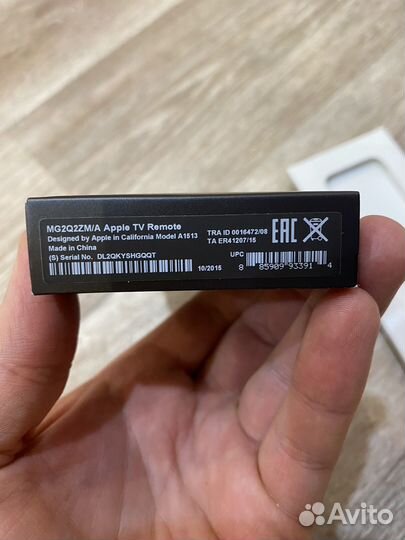 MG2Q2ZM/A Apple TV Remote
Designed by Apple in California Model A1513
Made in China
(S) Serial No. DL2QKYSHGQQT
TRA ID 0016472/08
TA ER41207/15
EAC
10/2015
UPC
8 85909 93391 4
Avito